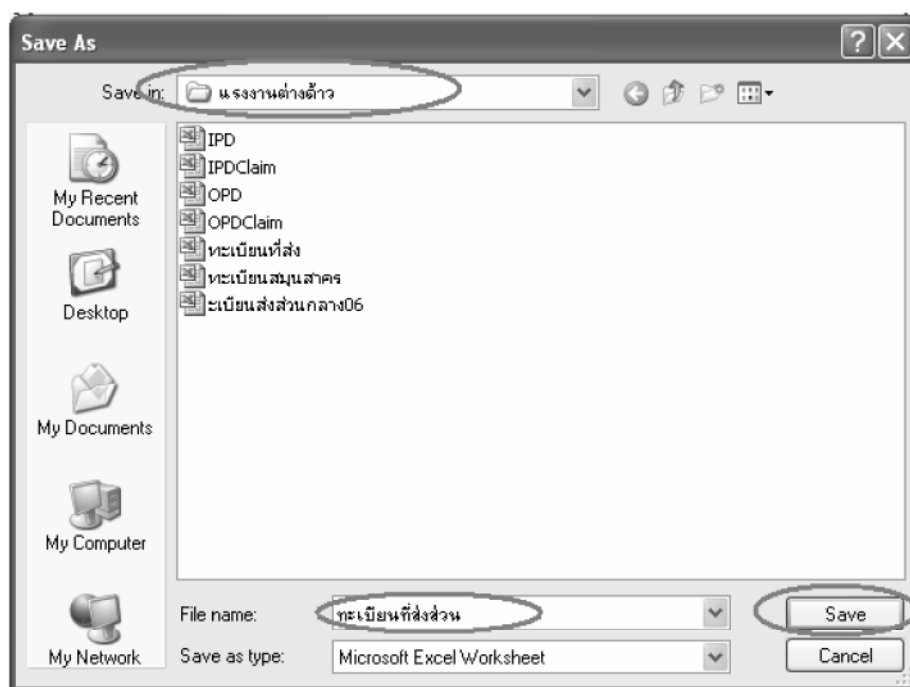 Save As
Save in:
แรงงานต่างด้าว
My Recent
Documents
Desktop
My Documents
My Computer
My Network
IPD
IPDClaim
OPD
OPDClaim
ทะเบียนที่ส่ง
ทะเบียนสมุนสาคร
ะเบียนส่งส่วนกลาง06
File name:
ทะเบียนที่ส่งส่วน
Save
Save as type:
Microsoft Excel Worksheet
Cancel